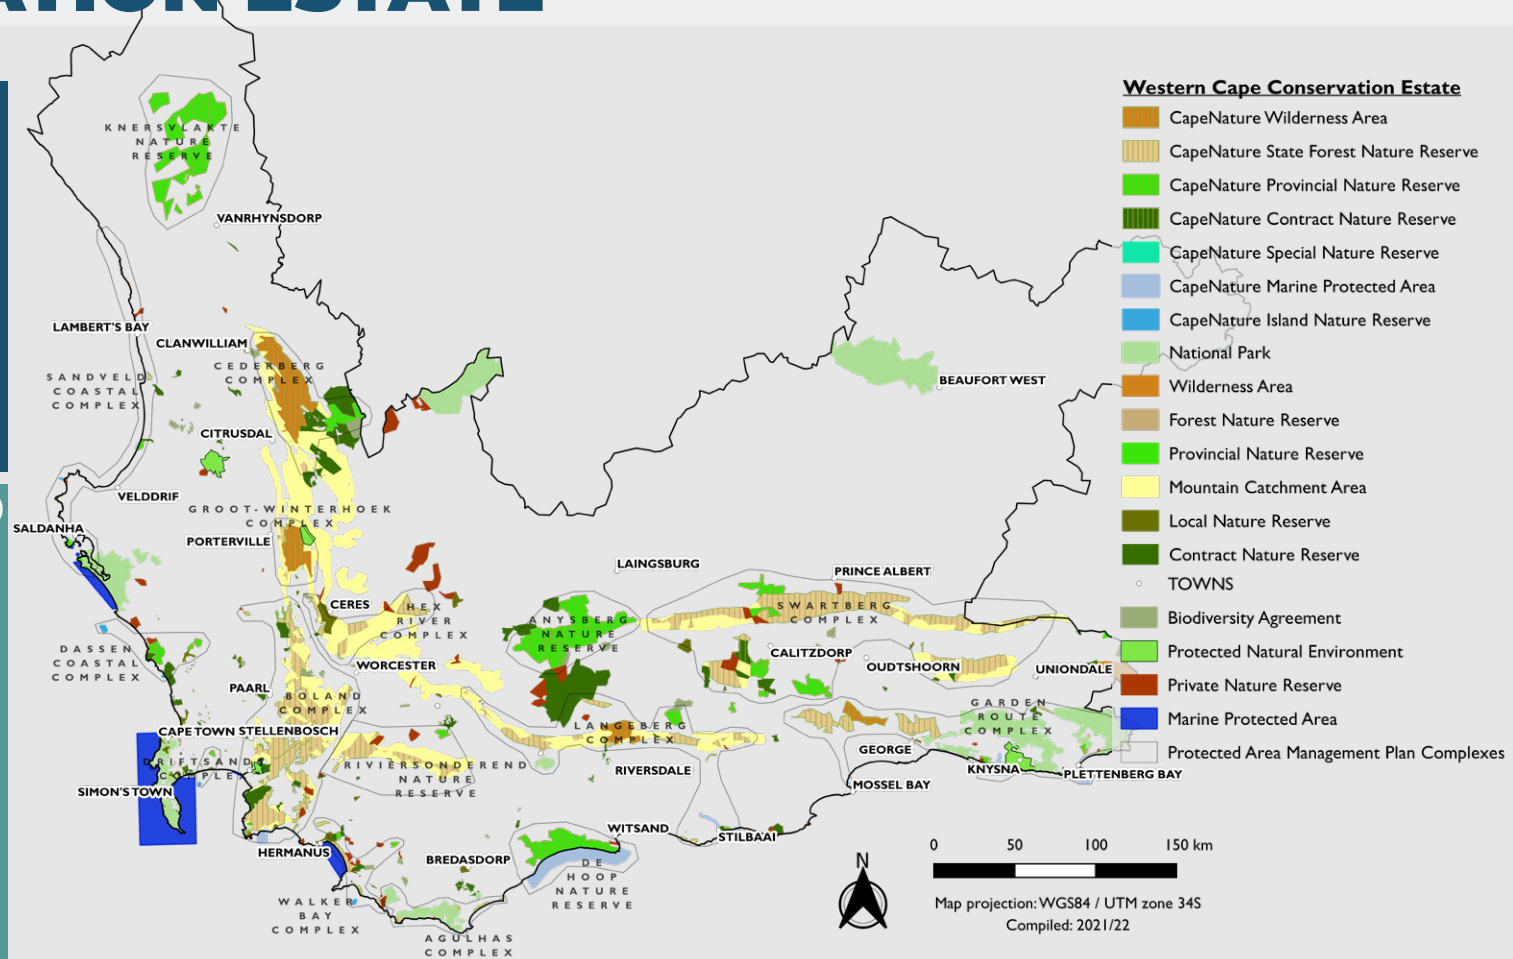 ATION ESTATE
KNERSVLAKTE
NATURE
RESERVE
VANRHYNSDORP
LAMBERT'S BAY
CLANWILLIAM
CEDERBERG
COMPLEX
SANDVELD
COASTAL
COMPLEX
CITRUSDAL
VELDDRIF
GROOT-WINTERHOEK
COMPLEX
SALDANHA
PORTERVILLE
CERES
HEX
RIVER
COMPLEX
DASSEN
COASTAL
COMPLEX
WORCESTER
PAARL
BOLAND
COMPLEX
CAPE TOWN
STELLENBOSCH
DRIFTSANDS
COMPLEX
SIMON'S TOWN
RIVIERSONDEREND
NATURE
RESERVE
HERMANUS
WALKER
BAY
COMPLEX
BREDASDORP
AGULHAS
COMPLEX
WITSAND
DE
HOOP
NATURE
RESERVE
LAINGSBURG
ANYSBERG
NATURE
RESERVE
LANGEBERG
COMPLEX
RIVERSDALE
STILBAAI
BEAUFORT WEST
PRINCE ALBERT
SWARTBERG
COMPLEX
CALITZDORP
OUDTSHOORN
UNIONDALE
GARDEN
ROUTE
COMPLEX
GEORGE
KNYSNA
PLETTENBERG BAY
MOSSEL BAY
Western Cape Conservation Estate
CapeNature Wilderness Area
CapeNature State Forest Nature Reserve
CapeNature Provincial Nature Reserve
CapeNature Contract Nature Reserve
CapeNature Special Nature Reserve
CapeNature Marine Protected Area
CapeNature Island Nature Reserve
National Park
Wilderness Area
Forest Nature Reserve
Provincial Nature Reserve
Mountain Catchment Area
Local Nature Reserve
Contract Nature Reserve
TOWNS
Biodiversity Agreement
Protected Natural Environment
Private Nature Reserve
Marine Protected Area
Protected Area Management Plan Complexes
N
0 50 100 150 km
Map projection: WGS84 / UTM zone 34S
Compiled: 2021/22